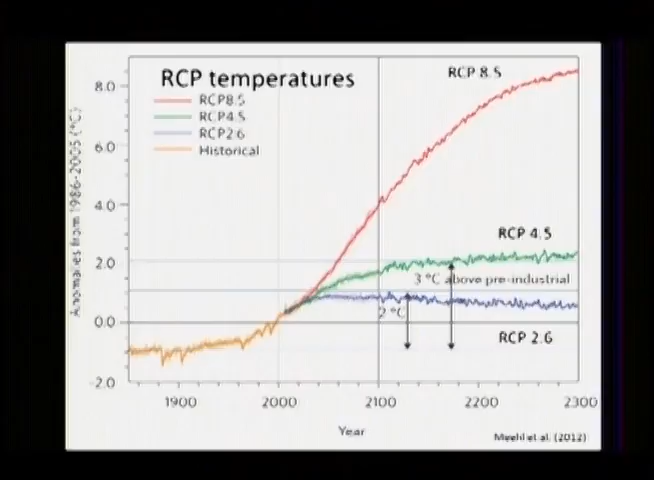 RCP temperatures
RCP8.5
RCP4.5
RCP2.6
Historical
RCP 8.5
RCP 4.5
3 °C above pre-industrial
2 °C
RCP 2.6
Anomalies from 1986-2005 (°C)
8.0
6.0
4.0
2.0
0.0
-2.0
1900
2000
2100
2200
2300
Year
Meehl et al. (2012)